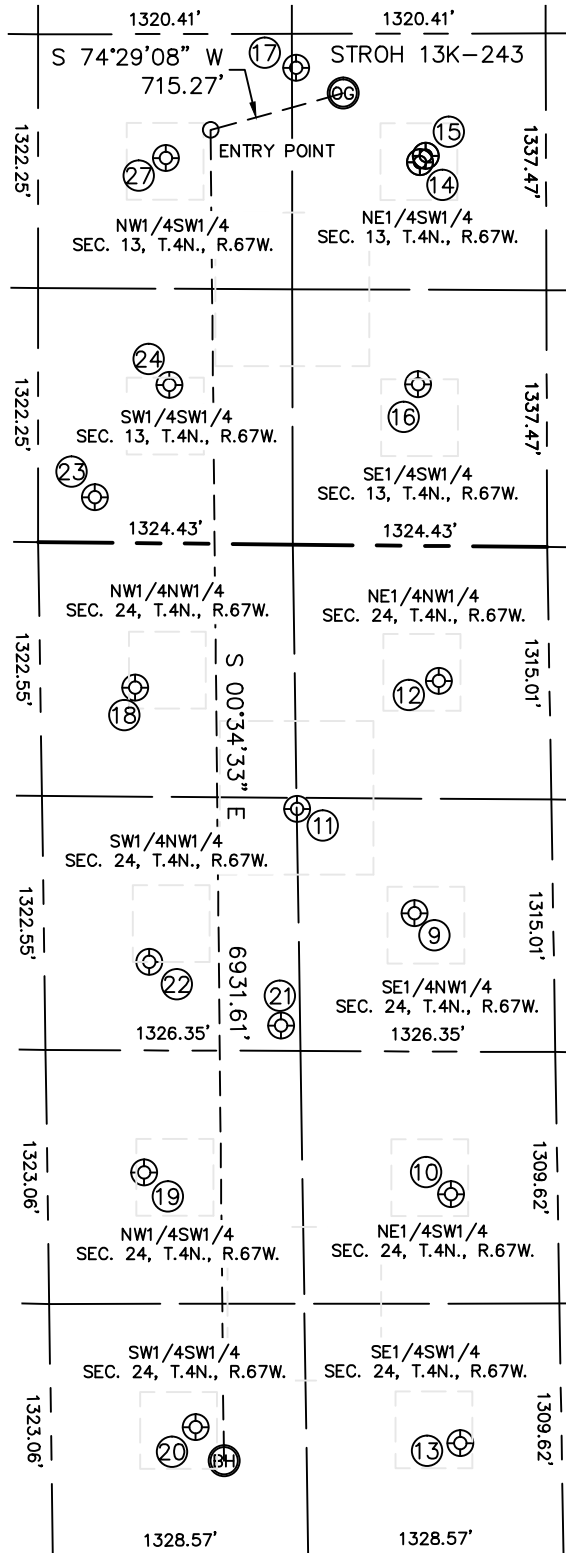 1320.41' 1320.41'
S 74°29'08" W 17 STROH 13K-243
715.27'
OG
ENTRY POINT
1322.25' 27 15 14 1337.47'
NW1/4SW1/4
SEC. 13, T.4N., R.67W.
NE1/4SW1/4
SEC. 13, T.4N., R.67W.
24
1322.25' 16 1337.47'
SW1/4SW1/4
SEC. 13, T.4N., R.67W.
23
SE1/4SW1/4
SEC. 13, T.4N., R.67W.
1324.43' 1324.43'
NW1/4NW1/4
SEC. 24, T.4N., R.67W.
NE1/4NW1/4
SEC. 24, T.4N., R.67W.
1322.55' 18 12 1315.01'
S 00°34'33" E
11
SW1/4NW1/4
SEC. 24, T.4N., R.67W.
1322.55' 9 1315.01'
22 21
6931.61'
SE1/4NW1/4
SEC. 24, T.4N., R.67W.
1326.35' 1326.35'
1323.06' 19 10 1309.62'
NW1/4SW1/4
SEC. 24, T.4N., R.67W.
NE1/4SW1/4
SEC. 24, T.4N., R.67W.
SW1/4SW1/4
SEC. 24, T.4N., R.67W.
SE1/4SW1/4
SEC. 24, T.4N., R.67W.
1323.06' 20 BH 13 1309.62'
1328.57' 1328.57'